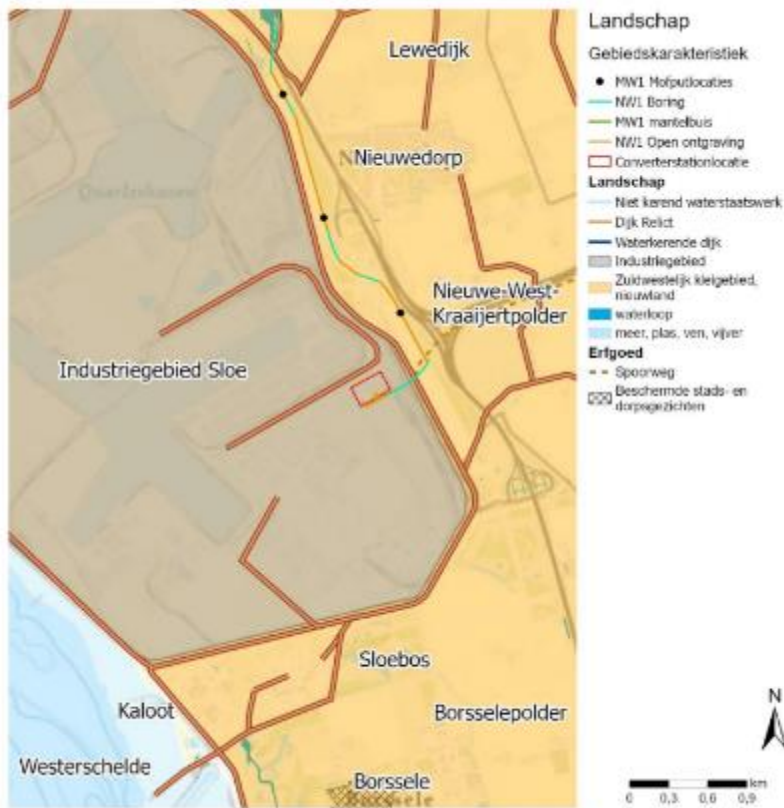 Lewedijk
Nieuwedorp
Nieuwe-West-
Kraaijertpolder
Industriegebied Sloe
Sloebos
Kaloot
Borsselepolder
Westerschelde
Borssele
Landschap
Gebiedskarakteristiek
MW1 Mofputlocaties
NW1 Boring
MW1 mantelbuis
NW1 Open ontgraving
Converterstationlocatie
Landschap
Niet kerend waterstaatswerk
Dijk Relict
Waterkerende dijk
Industriegebied
Zuidwestelijk kleigebied,
nieuwland
waterloop
meer, plas, ven, vijver
Erfgoed
Spoorweg
Beschermde stads- en
dorpsgezichten
N
km
0 0,3 0,6 0,9